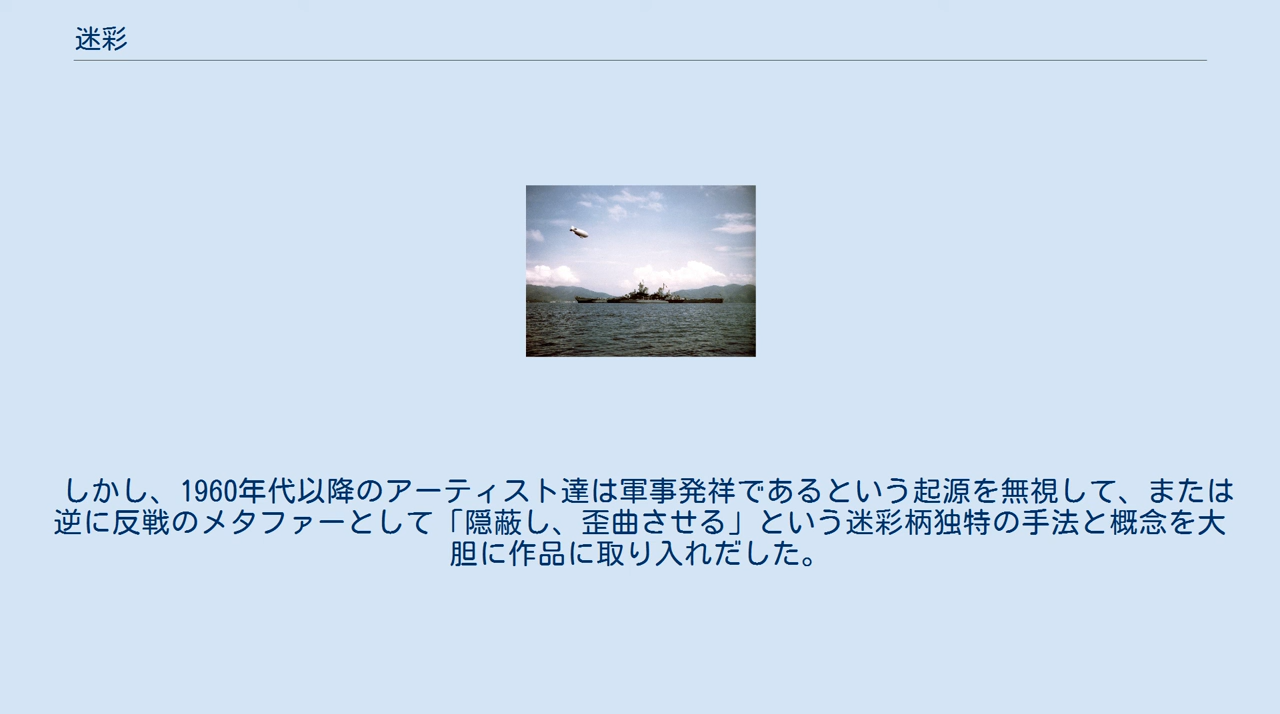 迷彩
しかし、1960年代以降のアーティスト達は軍事発祥であるという起源を無視して、または
逆に反戦のメタファーとして「隠蔽し、歪曲させる」という迷彩柄独特の手法と概念を大
胆に作品に取り入れだした。